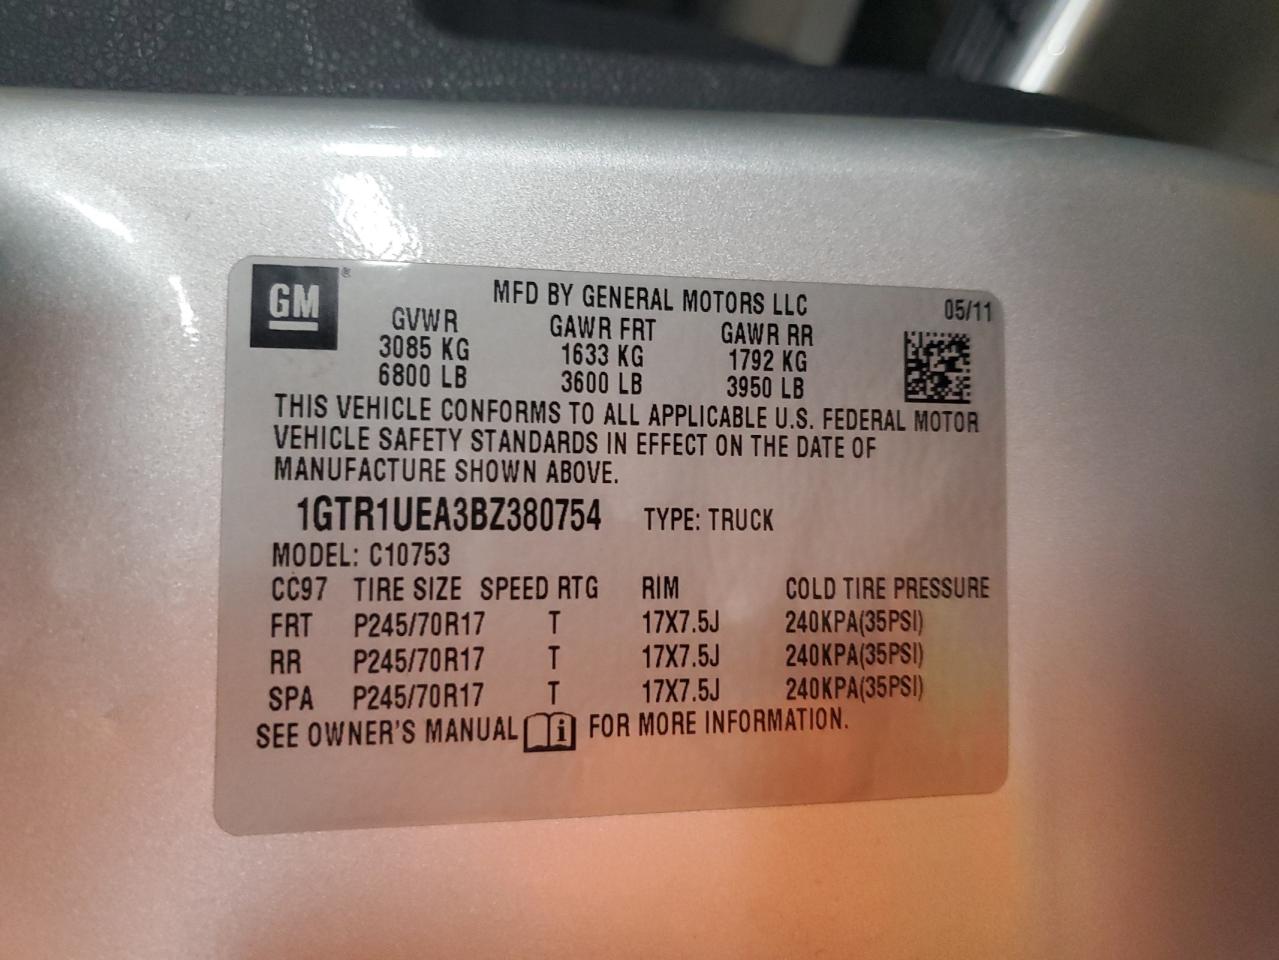 GM ®
MFD BY GENERAL MOTORS LLC 05/11
GVWR GAWR FRT GAWR RR
3085 KG 1633 KG 1792 KG
6800 LB 3600 LB 3950 LB
THIS VEHICLE CONFORMS TO ALL APPLICABLE U.S. FEDERAL MOTOR
VEHICLE SAFETY STANDARDS IN EFFECT ON THE DATE OF
MANUFACTURE SHOWN ABOVE.
1GTR1UEA3BZ380754 TYPE: TRUCK
MODEL: C10753
CC97 TIRE SIZE SPEED RTG RIM COLD TIRE PRESSURE
FRT P245/70R17 T 17X7.5J 240KPA(35PSI)
RR P245/70R17 T 17X7.5J 240KPA(35PSI)
SPA P245/70R17 T 17X7.5J 240KPA(35PSI)
SEE OWNER'S MANUAL i FOR MORE INFORMATION.